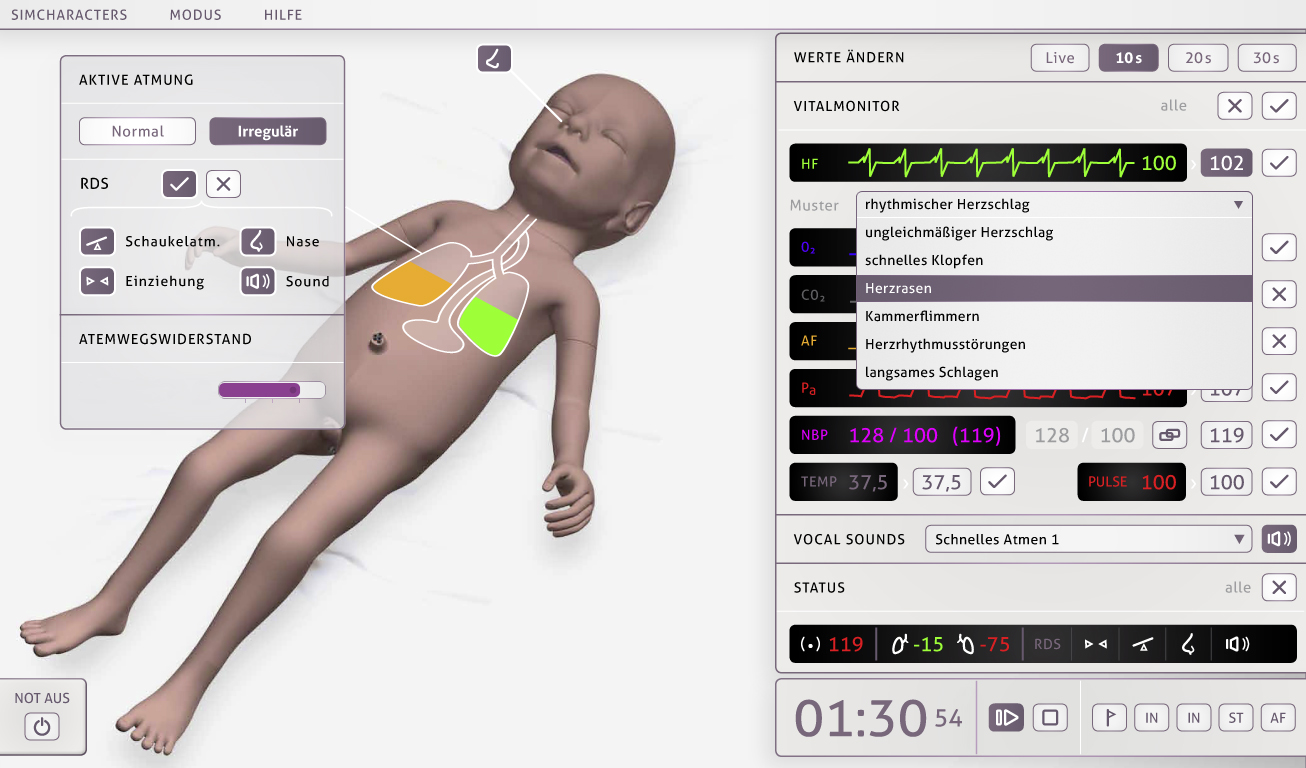 SIMCHARACTERS MODUS HILFE
AKTIVE ATMUNG
Normal Irregulär
RDS
Schaukelatm. Nase
Einziehung Sound
ATEMWEGSWIDERSTAND
NOT AUS
WERTE ÄNDERN Live 10s 20s 30s
VITALMONITOR alle
HF 100 102
Muster rhythmischer Herzschlag
ungleichmäßiger Herzschlag
O₂ schnelles Klopfen
CO₂ Herzrasen
Kammerflimmern
AF Herzrhythmusstörungen
langsames Schlagen
Pa 107 107
NBP 128 / 100 (119) 128 / 100 119
TEMP 37,5 37,5 PULSE 100 100
VOCAL SOUNDS Schnelles Atmen 1
STATUS alle
(·) 119 -15 -75 RDS
01:30 54 IN IN ST AF